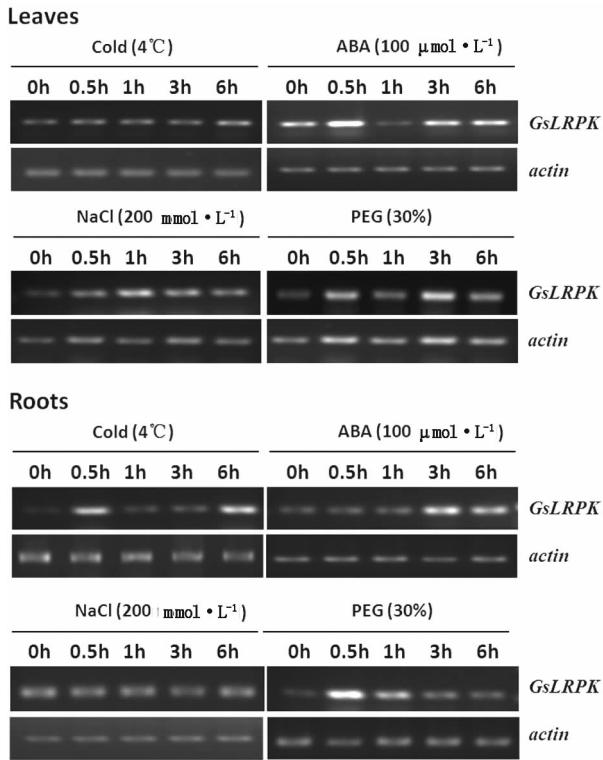 Leaves
Cold (4℃) ABA (100 μmol • L⁻¹)
0h 0.5h 1h 3h 6h 0h 0.5h 1h 3h 6h
GsLRPK
actin
NaCl (200 mmol • L⁻¹) PEG (30%)
0h 0.5h 1h 3h 6h 0h 0.5h 1h 3h 6h
GsLRPK
actin
Roots
Cold (4℃) ABA (100 μmol • L⁻¹)
0h 0.5h 1h 3h 6h 0h 0.5h 1h 3h 6h
GsLRPK
actin
NaCl (200 mmol • L⁻¹) PEG (30%)
0h 0.5h 1h 3h 6h 0h 0.5h 1h 3h 6h
GsLRPK
actin